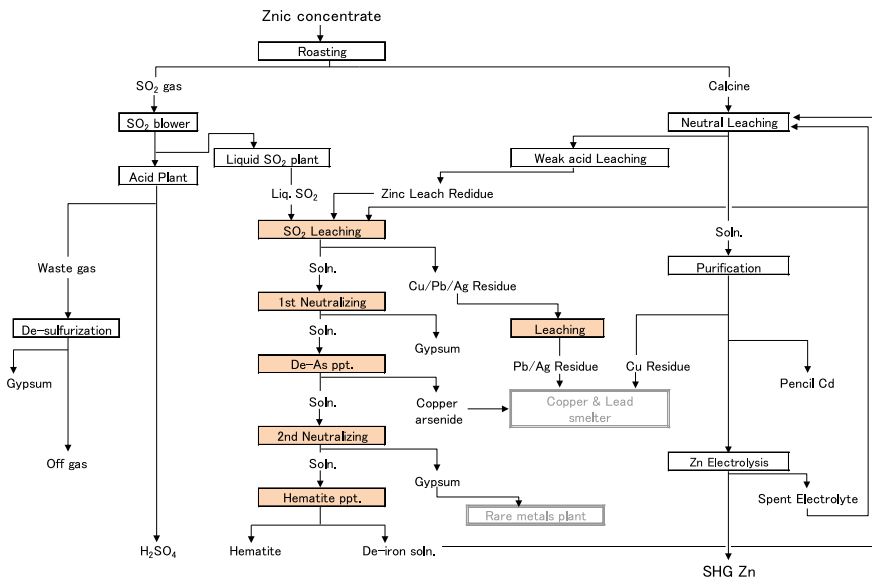 Znic concentrate
Roasting
SO₂ gas
Calcine
SO₂ blower
Neutral Leaching
Liquid SO₂ plant
Weak acid Leaching
Acid Plant
Liq. SO₂
Zinc Leach Redidue
SO₂ Leaching
Soln.
Waste gas
Soln.
Cu/Pb/Ag Residue
Purification
1st Neutralizing
De-sulfurization
Leaching
Soln.
Gypsum
Gypsum
De-As ppt.
Pb/Ag Residue
Cu Residue
Pencil Cd
Soln.
Copper
arsenide
Copper & Lead
smelter
2nd Neutralizing
Off gas
Soln.
Zn Electrolysis
Gypsum
Hematite ppt.
Spent Electrolyte
Rare metals plant
H₂SO₄
Hematite
De-iron soln.
SHG Zn